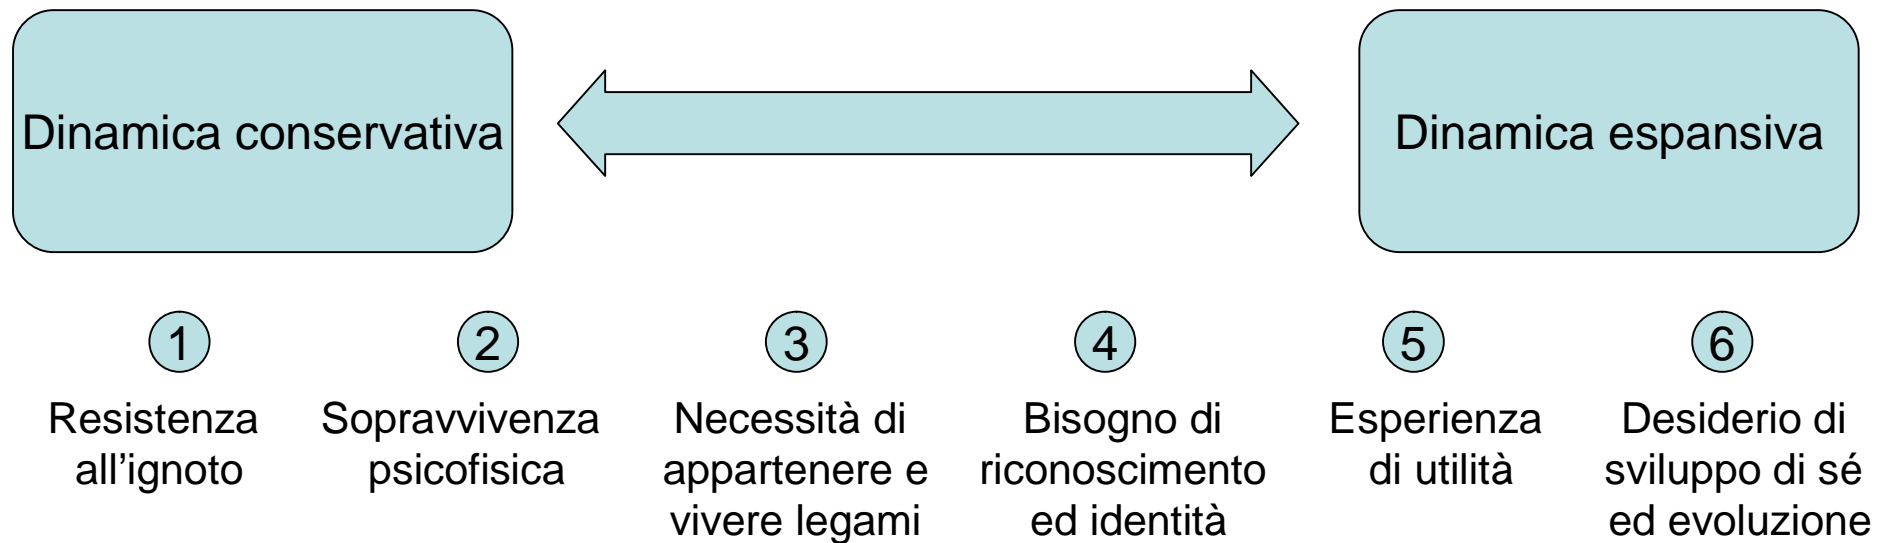 Dinamica conservativa
Dinamica espansiva
1
Resistenza
all’ignoto
2
Sopravvivenza
psicofisica
3
Necessità di
appartenere e
vivere legami
4
Bisogno di
riconoscimento
ed identità
5
Esperienza
di utilità
6
Desiderio di
sviluppo di sé
ed evoluzione